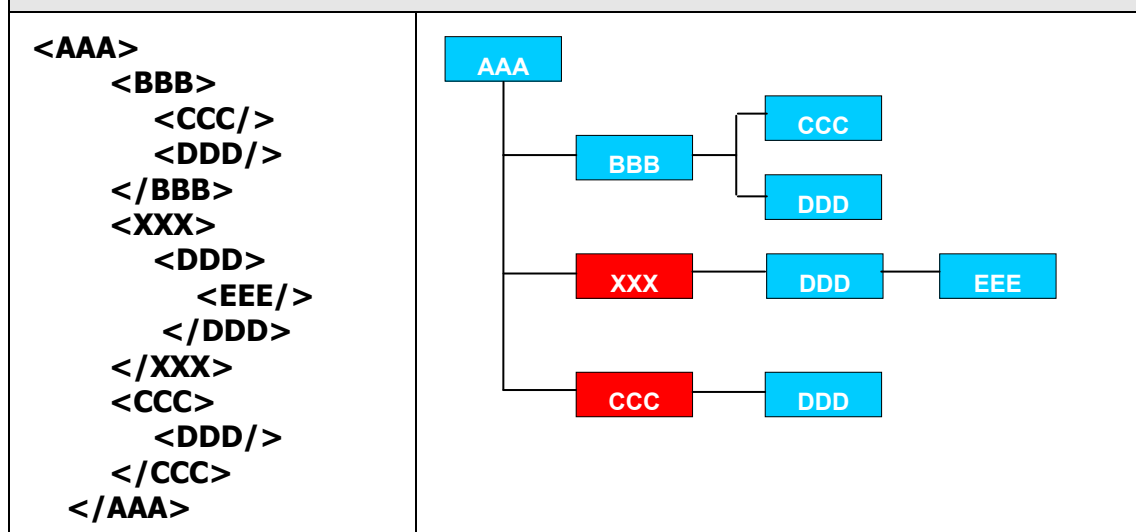 <AAA>
<BBB>
<CCC/>
<DDD/>
</BBB>
<XXX>
<DDD>
<EEE/>
</DDD>
</XXX>
<CCC>
<DDD/>
</CCC>
</AAA>
AAA
CCC
BBB
DDD
XXX DDD EEE
CCC DDD